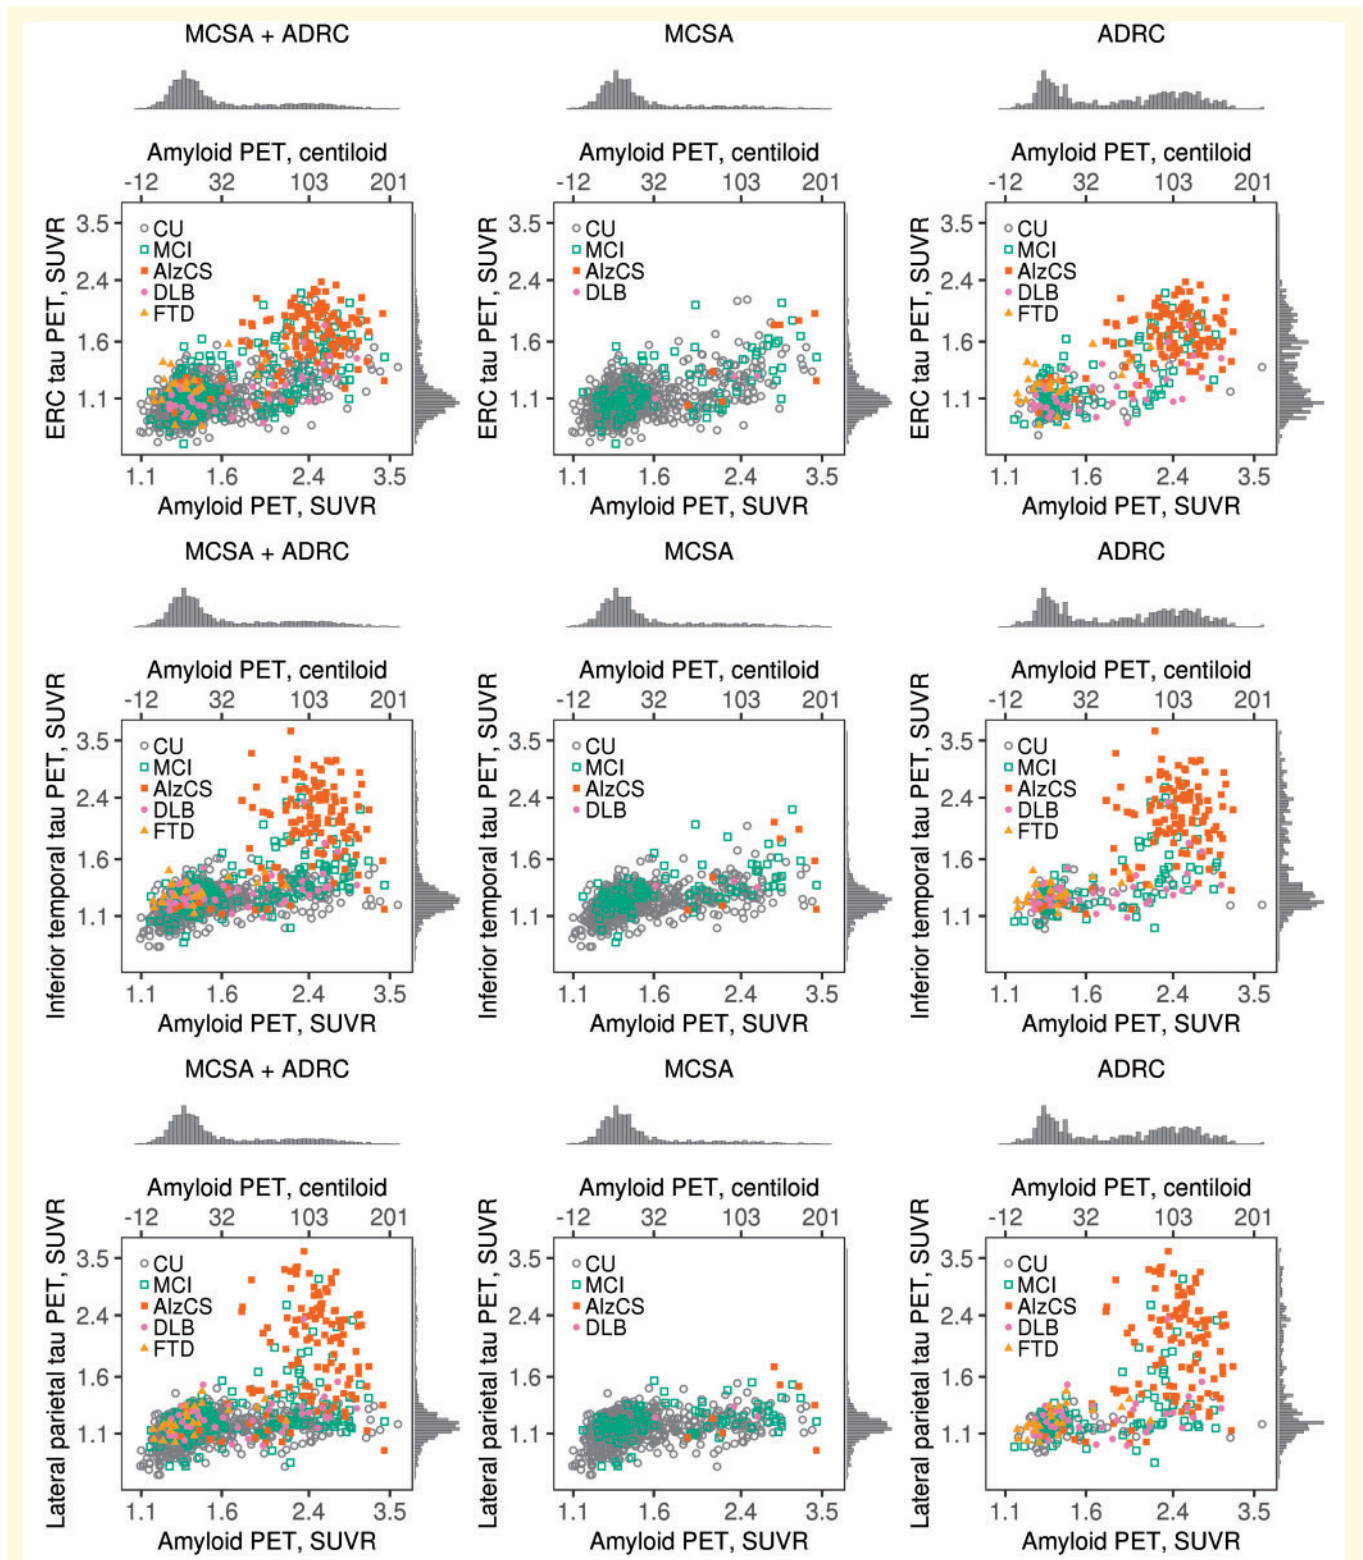 MCSA + ADRC MCSA ADRC
Amyloid PET, centiloid Amyloid PET, centiloid Amyloid PET, centiloid
-12 32 103 201 -12 32 103 201 -12 32 103 201
ERC tau PET, SUVR ERC tau PET, SUVR ERC tau PET, SUVR
3.5 CU 3.5 CU 3.5 CU
MCI MCI MCI
2.4 AlzCS 2.4 AlzCS 2.4 AlzCS
DLB DLB DLB
FTD FTD
1.6 1.6 1.6
1.1 1.1 1.1
1.1 1.6 2.4 3.5 1.1 1.6 2.4 3.5 1.1 1.6 2.4 3.5
Amyloid PET, SUVR Amyloid PET, SUVR Amyloid PET, SUVR
MCSA + ADRC MCSA ADRC
Amyloid PET, centiloid Amyloid PET, centiloid Amyloid PET, centiloid
-12 32 103 201 -12 32 103 201 -12 32 103 201
Inferior temporal tau PET, SUVR Inferior temporal tau PET, SUVR Inferior temporal tau PET, SUVR
3.5 CU 3.5 CU 3.5 CU
MCI MCI MCI
2.4 AlzCS 2.4 AlzCS 2.4 AlzCS
DLB DLB DLB
FTD FTD
1.6 1.6 1.6
1.1 1.1 1.1
1.1 1.6 2.4 3.5 1.1 1.6 2.4 3.5 1.1 1.6 2.4 3.5
Amyloid PET, SUVR Amyloid PET, SUVR Amyloid PET, SUVR
MCSA + ADRC MCSA ADRC
Amyloid PET, centiloid Amyloid PET, centiloid Amyloid PET, centiloid
-12 32 103 201 -12 32 103 201 -12 32 103 201
Lateral parietal tau PET, SUVR Lateral parietal tau PET, SUVR Lateral parietal tau PET, SUVR
3.5 CU 3.5 CU 3.5 CU
MCI MCI MCI
2.4 AlzCS 2.4 AlzCS 2.4 AlzCS
DLB DLB DLB
FTD FTD
1.6 1.6 1.6
1.1 1.1 1.1
1.1 1.6 2.4 3.5 1.1 1.6 2.4 3.5 1.1 1.6 2.4 3.5
Amyloid PET, SUVR Amyloid PET, SUVR Amyloid PET, SUVR